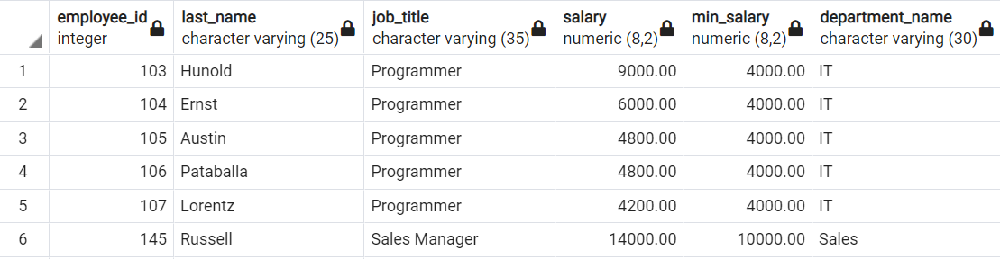 employee_id last_name job_title salary min_salary department_name
integer character varying (25) character varying (35) numeric (8,2) numeric (8,2) character varying (30)
1 103 Hunold Programmer 9000.00 4000.00 IT
2 104 Ernst Programmer 6000.00 4000.00 IT
3 105 Austin Programmer 4800.00 4000.00 IT
4 106 Pataballa Programmer 4800.00 4000.00 IT
5 107 Lorentz Programmer 4200.00 4000.00 IT
6 145 Russell Sales Manager 14000.00 10000.00 Sales